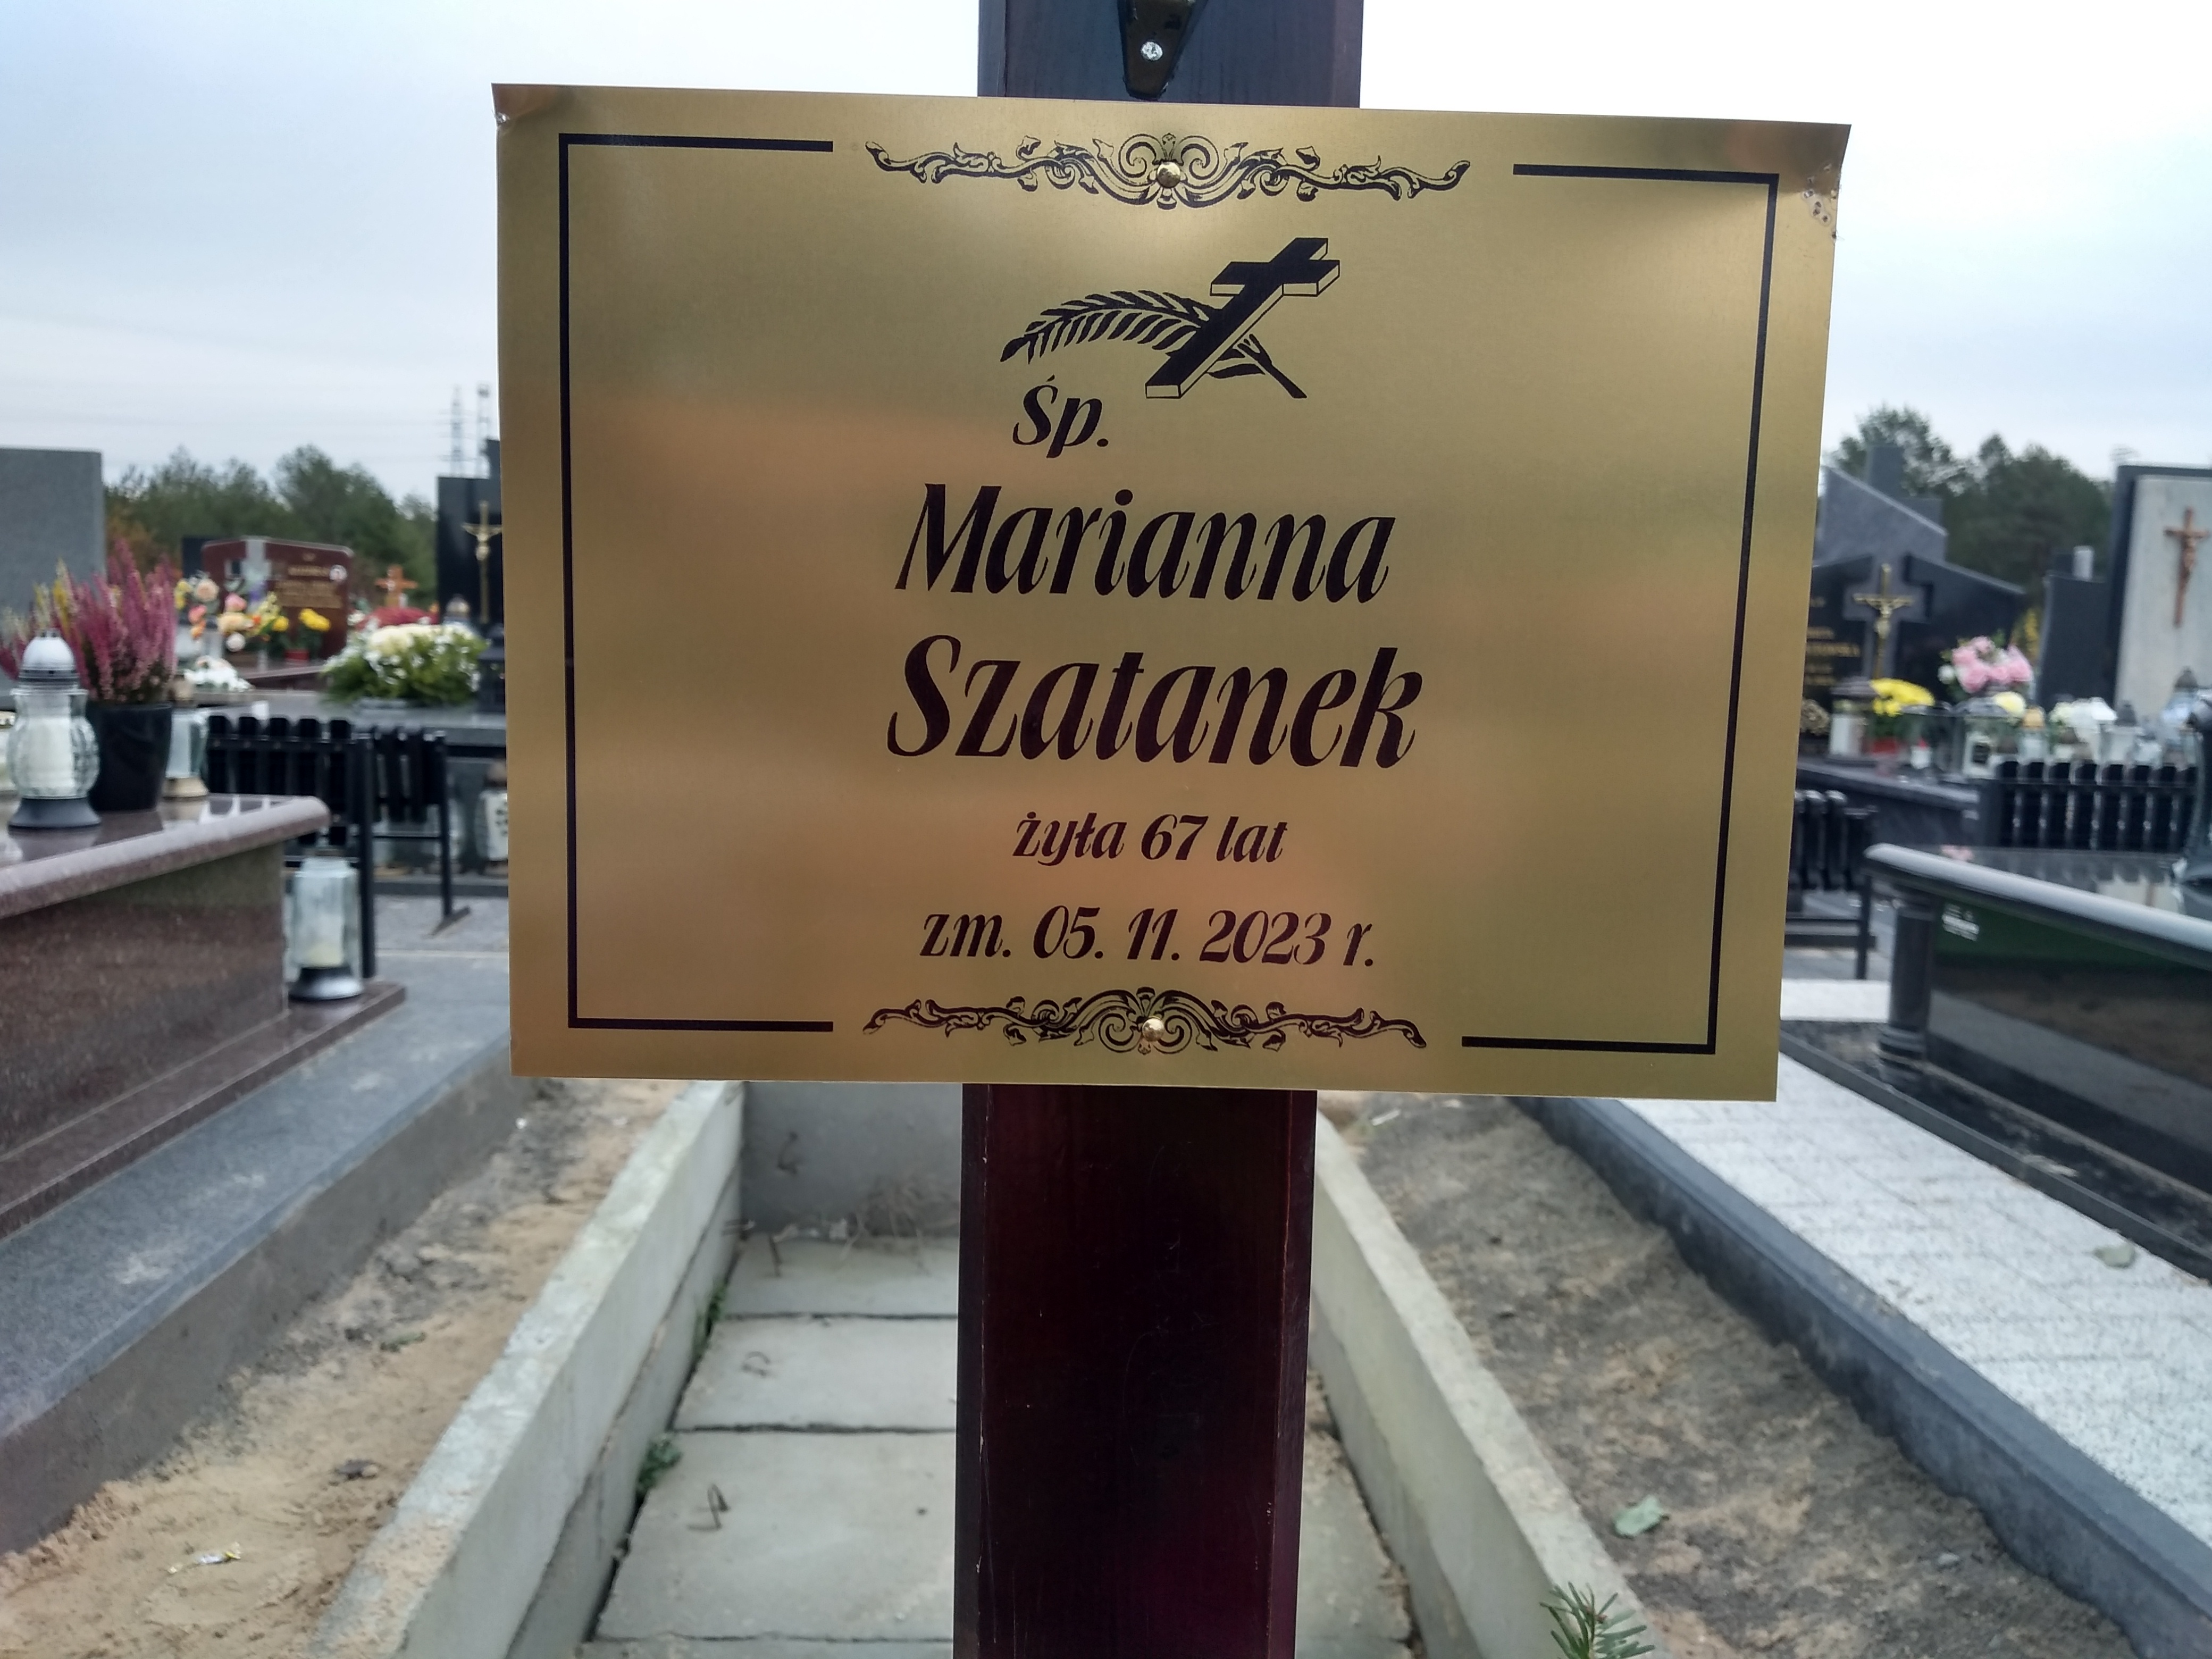 Śp.
Marianna
Szatanek
żyła 67 lat
zm. 05. 11. 2023 r.